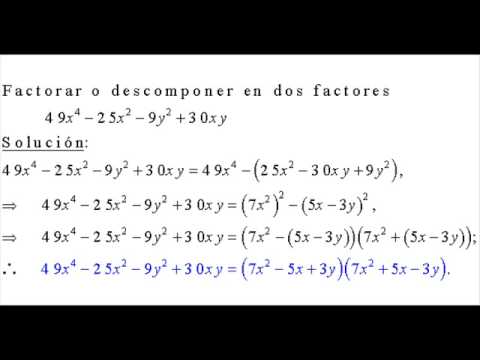 Factorar o descomponer en dos factores
49x⁴ − 25x² − 9y² + 30xy
Solución:
49x⁴ − 25x² − 9y² + 30xy = 49x⁴ − (25x² − 30xy + 9y²),
⇒ 49x⁴ − 25x² − 9y² + 30xy = (7x²)² − (5x − 3y)²,
⇒ 49x⁴ − 25x² − 9y² + 30xy = (7x² − (5x − 3y))(7x² + (5x − 3y));
∴ 49x⁴ − 25x² − 9y² + 30xy = (7x² − 5x + 3y)(7x² + 5x − 3y).